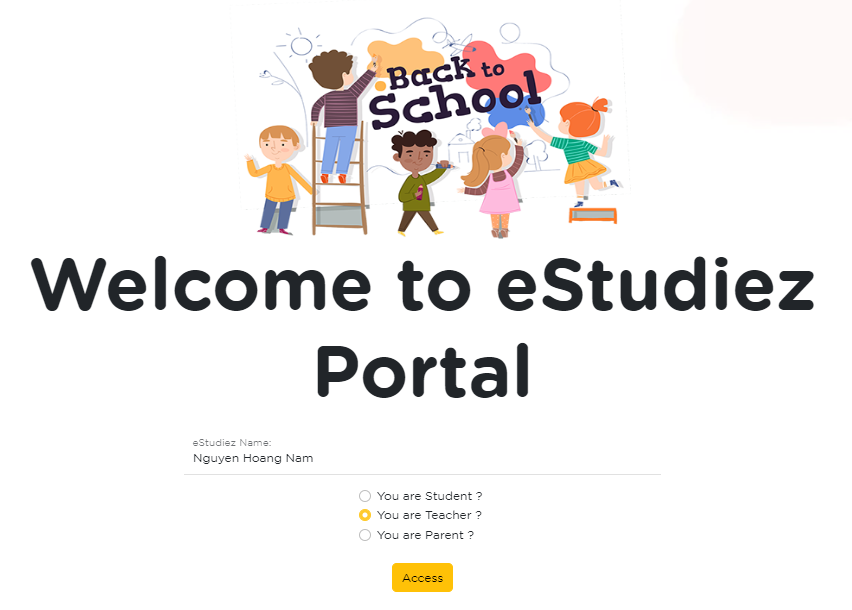 Back to
School
Welcome to eStudiez
Portal
eStudiez Name:
Nguyen Hoang Nam
You are Student ?
You are Teacher ?
You are Parent ?
Access